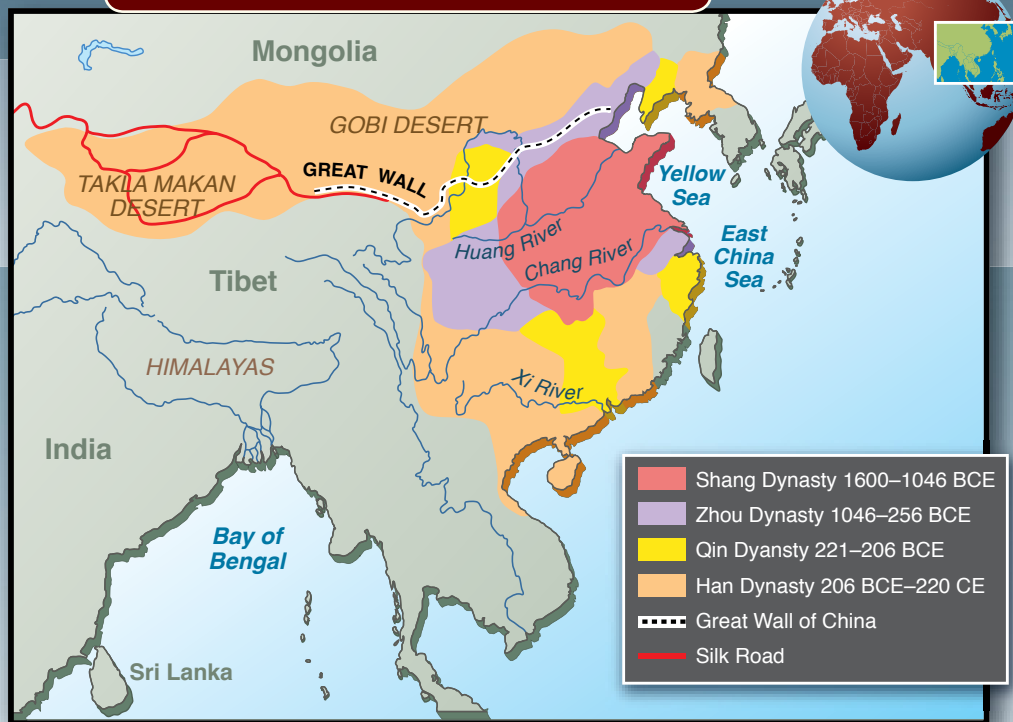 Mongolia
GOBI DESERT
TAKLA MAKAN
DESERT
GREAT WALL
Yellow
Sea
Huang River
Chang River
East
China
Sea
Tibet
HIMALAYAS
Xi River
India
Bay of
Bengal
Sri Lanka
Shang Dynasty 1600–1046 BCE
Zhou Dynasty 1046–256 BCE
Qin Dyansty 221–206 BCE
Han Dynasty 206 BCE–220 CE
Great Wall of China
Silk Road